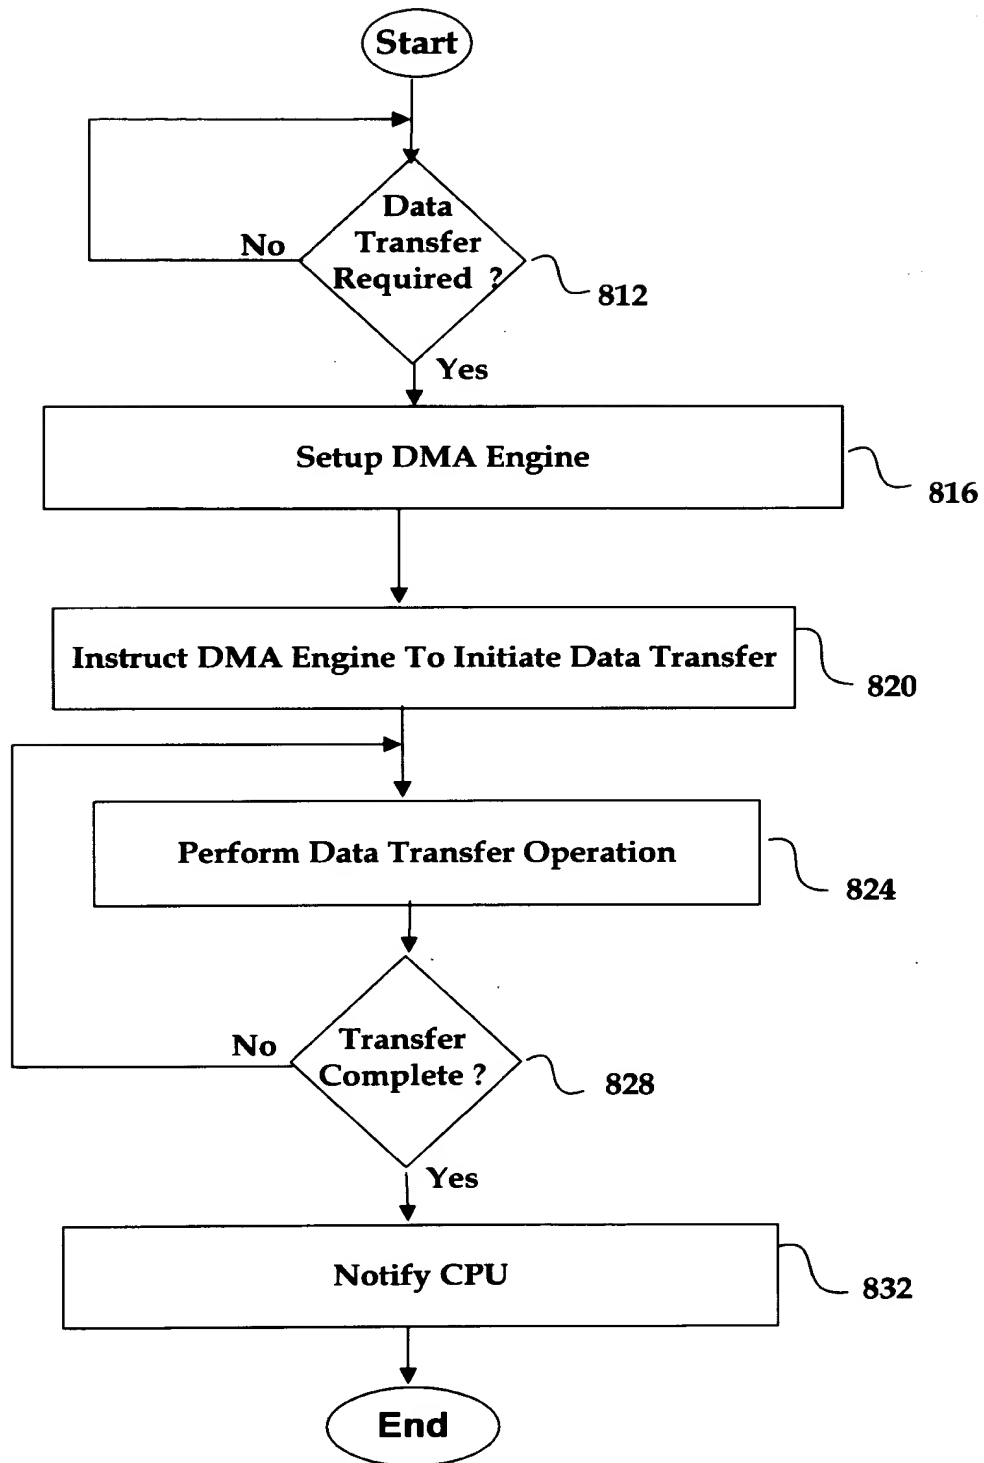 Start
Data
Transfer
Required ?
No
812
Yes
Setup DMA Engine
816
Instruct DMA Engine To Initiate Data Transfer
820
Perform Data Transfer Operation
824
No
Transfer
Complete ?
828
Yes
Notify CPU
832
End